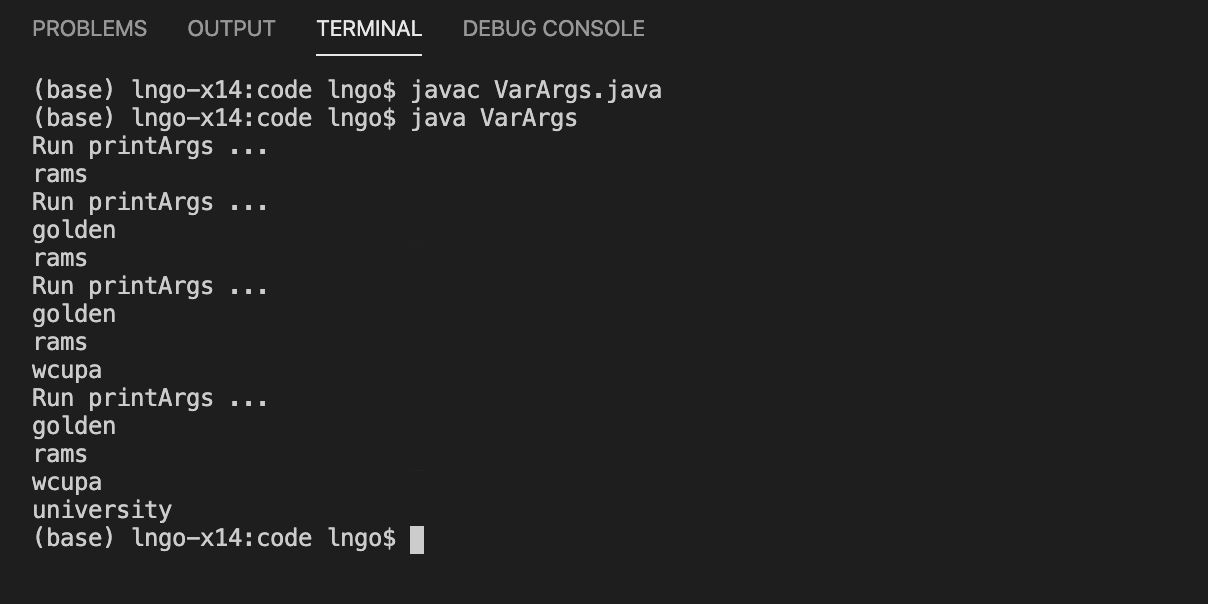 PROBLEMS OUTPUT TERMINAL DEBUG CONSOLE
(base) lngo-x14:code lngo$ javac VarArgs.java
(base) lngo-x14:code lngo$ java VarArgs
Run printArgs ...
rams
Run printArgs ...
golden
rams
Run printArgs ...
golden
rams
wcupa
Run printArgs ...
golden
rams
wcupa
university
(base) lngo-x14:code lngo$